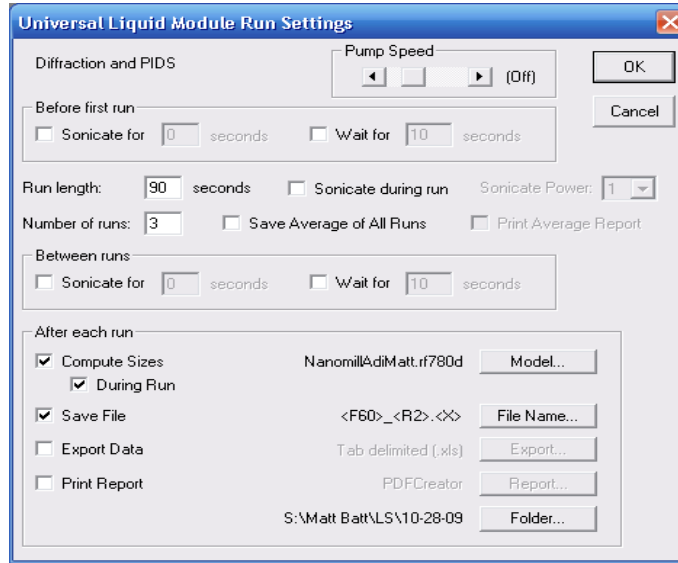 Universal Liquid Module Run Settings
Diffraction and PIDS
Pump Speed
(Off)
OK
Cancel
Before first run
Sonicate for 0 seconds Wait for 10 seconds
Run length: 90 seconds Sonicate during run Sonicate Power: 1
Number of runs: 3 Save Average of All Runs Print Average Report
Between runs
Sonicate for 0 seconds Wait for 10 seconds
After each run
Compute Sizes NanomillAdiMatt.rf780d Model...
During Run
Save File <F60>_<R2>.<X> File Name...
Export Data Tab delimited (.xls) Export...
Print Report PDFCreator Report...
S:\Matt Batt\LS\10-28-09 Folder...